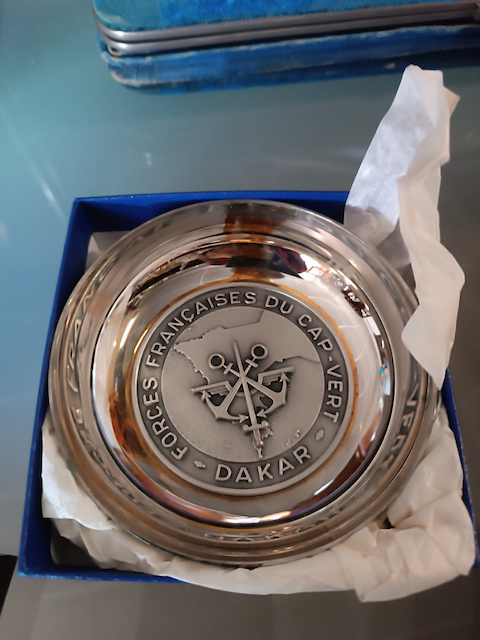 FORCES FRANÇAISES DU CAP-VERT
- DAKAR -